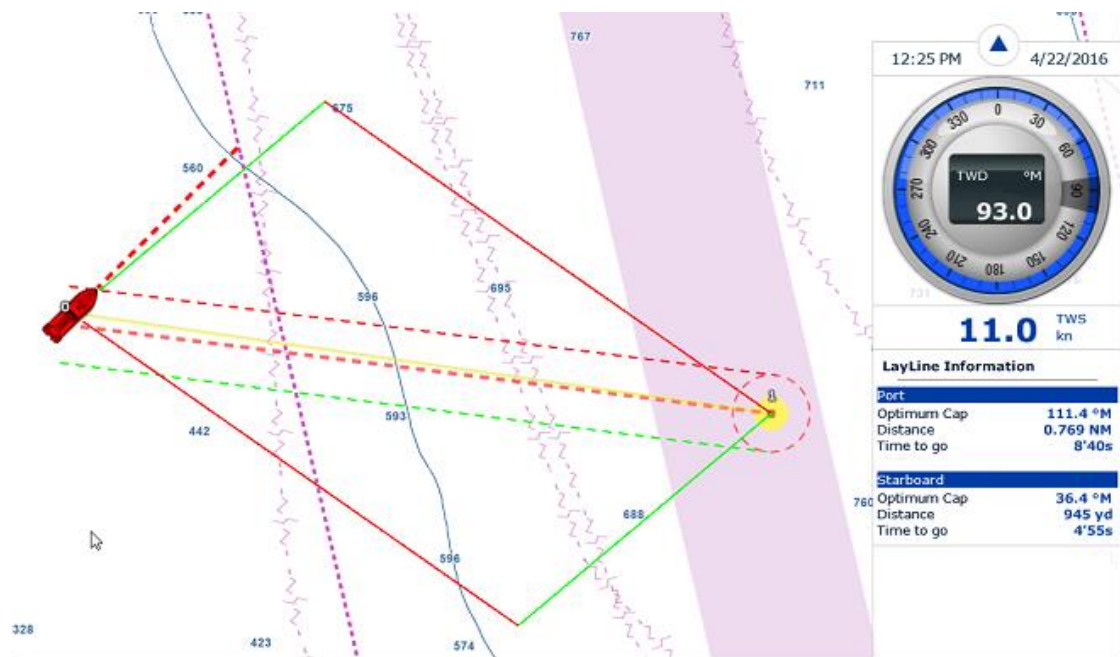 767
575
711
560
596
695
593
442
688
760
596
328
423
574
0
1
12:25 PM 4/22/2016
0
30
60
90
120
150
180
210
240
270
300
330
TWD °M
93.0
731
11.0 TWS
kn
LayLine Information
Port
Optimum Cap 111.4 °M
Distance 0.769 NM
Time to go 8'40s
Starboard
Optimum Cap 36.4 °M
Distance 945 yd
Time to go 4'55s